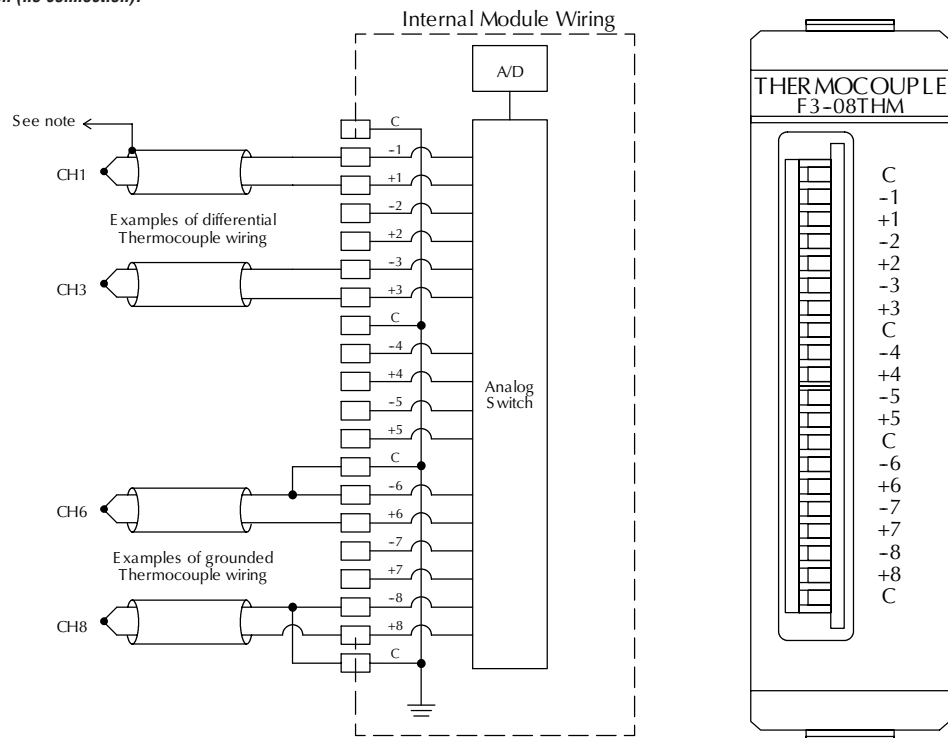 (no connection).
Internal Module Wiring
A/D
See note
C
-1
CH1
+1
-2
Examples of differential
Thermocouple wiring
+2
-3
CH3
+3
C
-4
+4
Analog
Switch
-5
+5
C
-6
CH6
+6
-7
Examples of grounded
Thermocouple wiring
+7
-8
CH8
+8
C
THERMOCOUPLE
F3-08THM
C
-1
+1
-2
+2
-3
+3
C
-4
+4
-5
+5
C
-6
+6
-7
+7
-8
+8
C